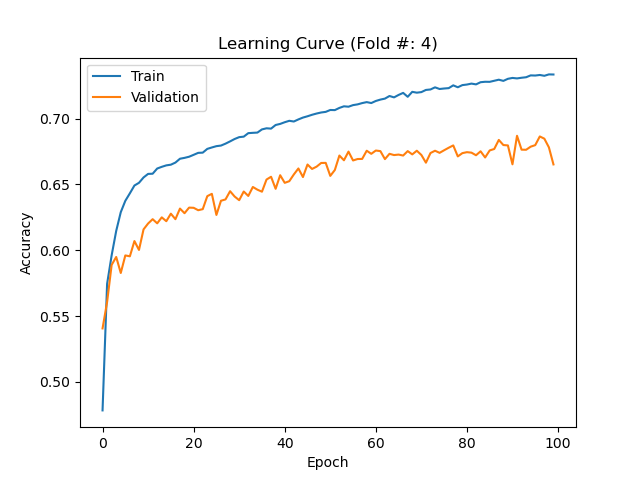 Learning Curve (Fold #: 4)
Train
Validation
Accuracy
0.70
0.65
0.60
0.55
0.50
0 20 40 60 80 100
Epoch